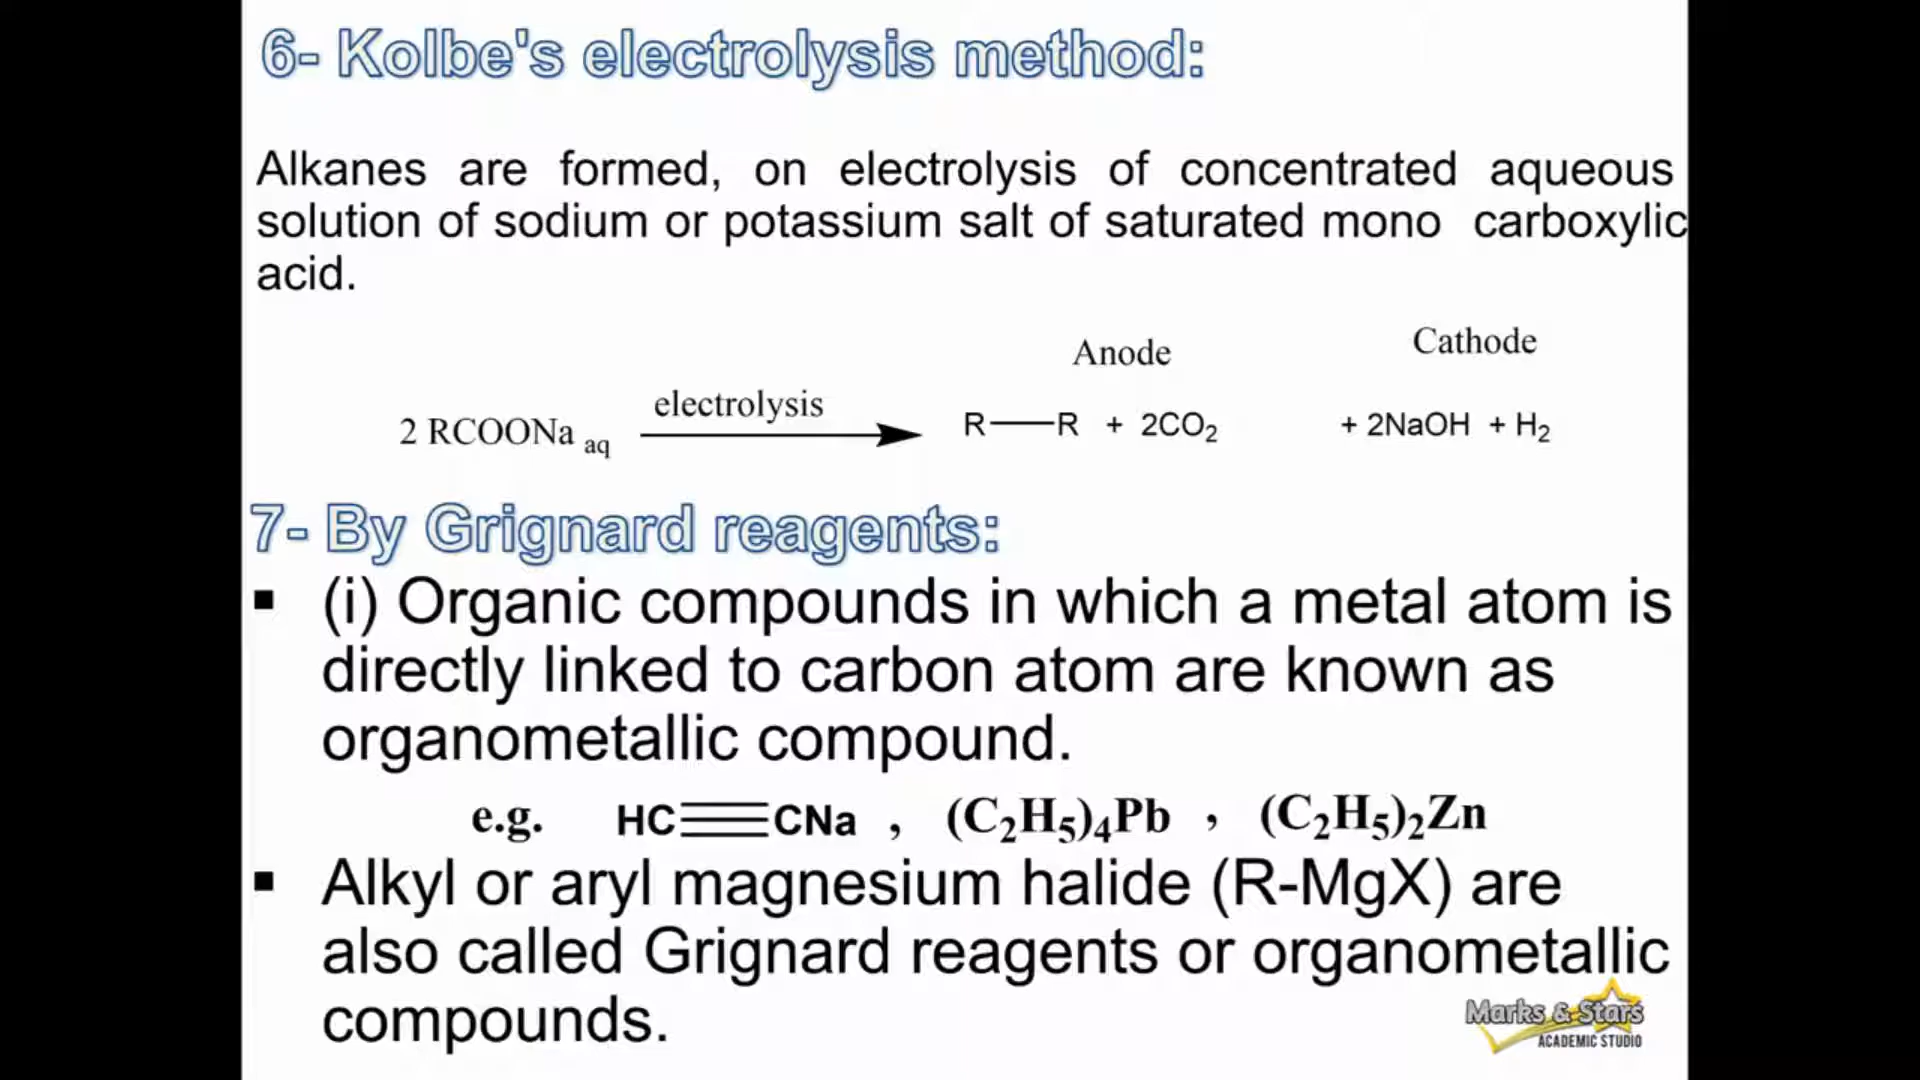 6- Kolbe's electrolysis method:
Alkanes are formed, on electrolysis of concentrated aqueous
solution of sodium or potassium salt of saturated mono carboxylic
acid.
Anode Cathode
2 RCOONa aq electrolysis R—R + 2CO₂ + 2NaOH + H₂
7- By Grignard reagents:
▪ (i) Organic compounds in which a metal atom is
directly linked to carbon atom are known as
organometallic compound.
e.g. HC≡CNa , (C₂H₅)₄Pb , (C₂H₅)₂Zn
▪ Alkyl or aryl magnesium halide (R-MgX) are
also called Grignard reagents or organometallic
compounds.
Marks & Stars
ACADEMIC STUDIO